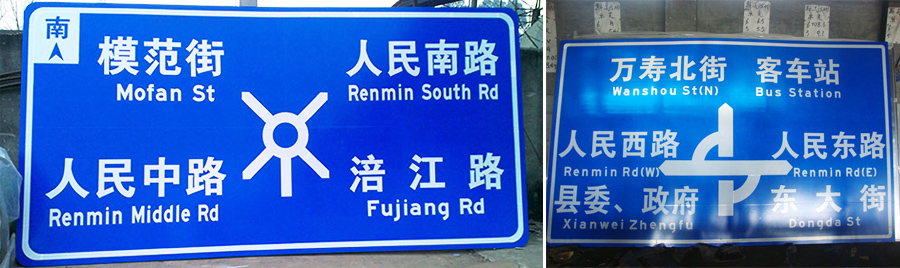 南
模范街
Mofan St
人民南路
Renmin South Rd
人民中路
Renmin Middle Rd
涪江路
Fujiang Rd
万寿北街
Wanshou St(N)
客车站
Bus Station
人民西路
Renmin Rd(W)
人民东路
Renmin Rd(E)
县委、政府
Xianwei Zhengfu
东大街
Dongda St